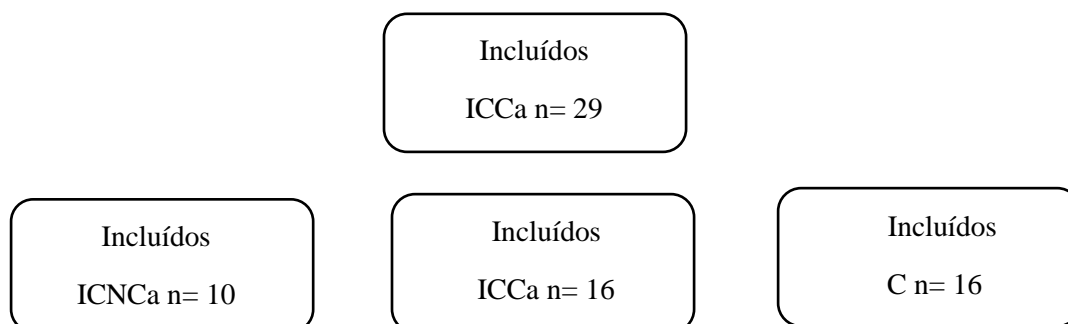 Incluídos
ICCa n= 29
Incluídos
ICNCa n= 10
Incluídos
ICCa n= 16
Incluídos
C n= 16